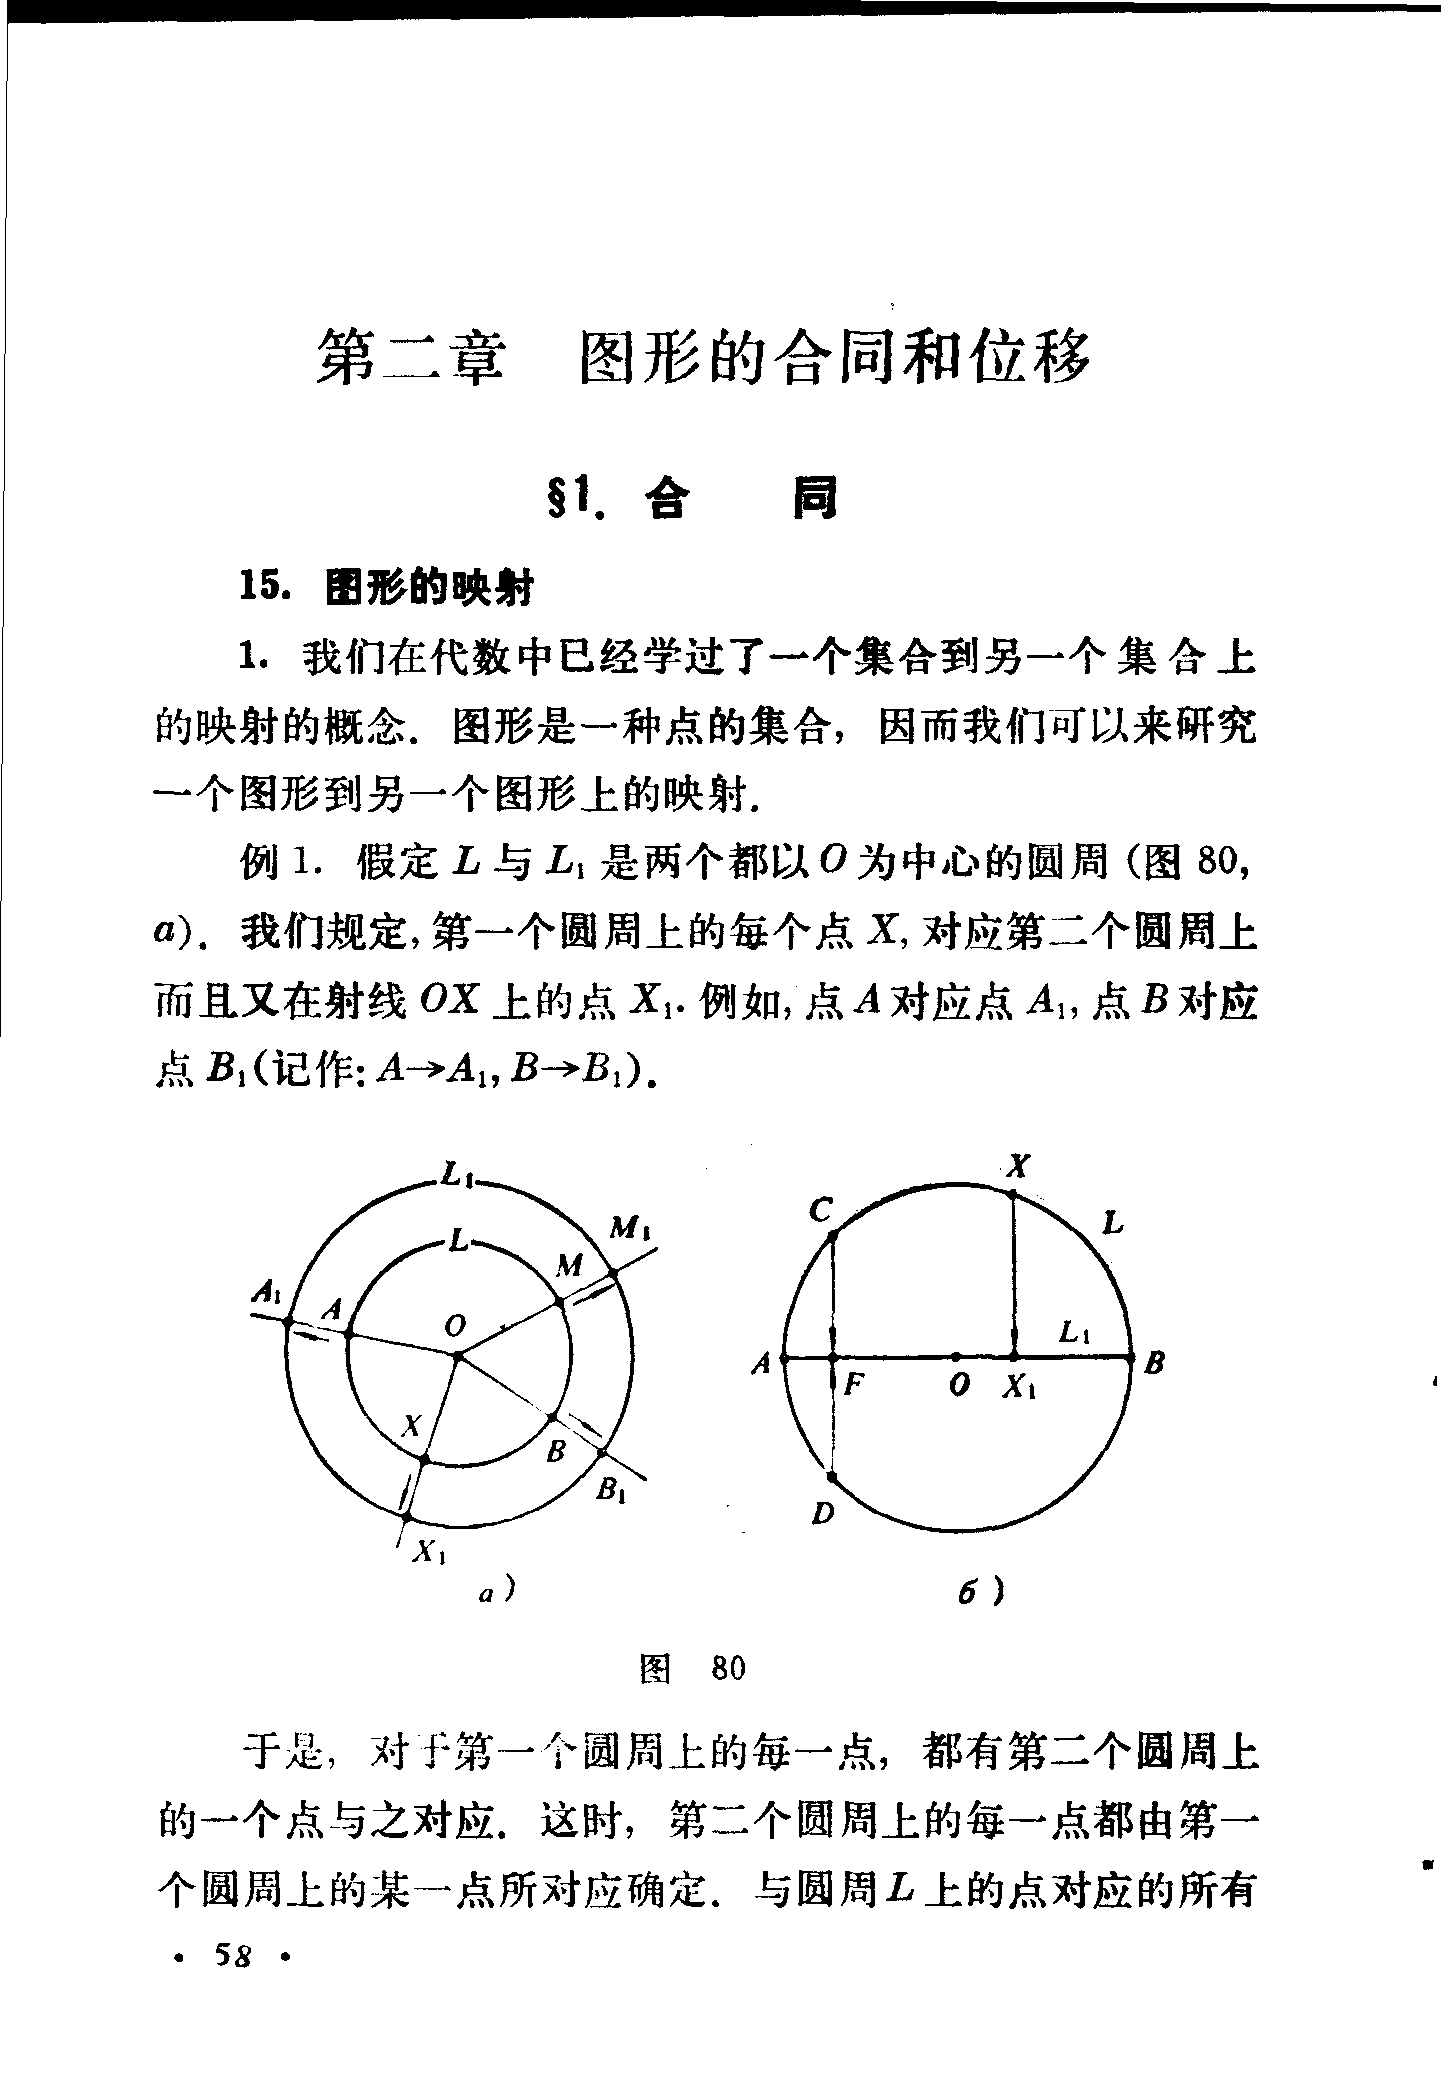 第二章 图形的合同和位移
§1. 合 同
15. 图形的映射
1. 我们在代数中已经学过了一个集合到另一个集合上
的映射的概念. 图形是一种点的集合, 因而我们可以来研究
一个图形到另一个图形上的映射.
例 1. 假定 L 与 L₁ 是两个都以 O 为中心的圆周 (图 80,
a). 我们规定, 第一个圆周上的每个点 X, 对应第二个圆周上
而且又在射线 OX 上的点 X₁. 例如, 点 A 对应点 A₁, 点 B 对应
点 B₁(记作: A→A₁, B→B₁).
L₁
L
M₁
M
A₁
A
O
X
B
B₁
X₁
a)
X
C
L
L₁
A
F
O
X₁
B
D
б)
图 80
于是, 对于第一个圆周上的每一点, 都有第二个圆周上
的一个点与之对应. 这时, 第二个圆周上的每一点都由第一
个圆周上的某一点所对应确定. 与圆周 L 上的点对应的所有
· 58 ·